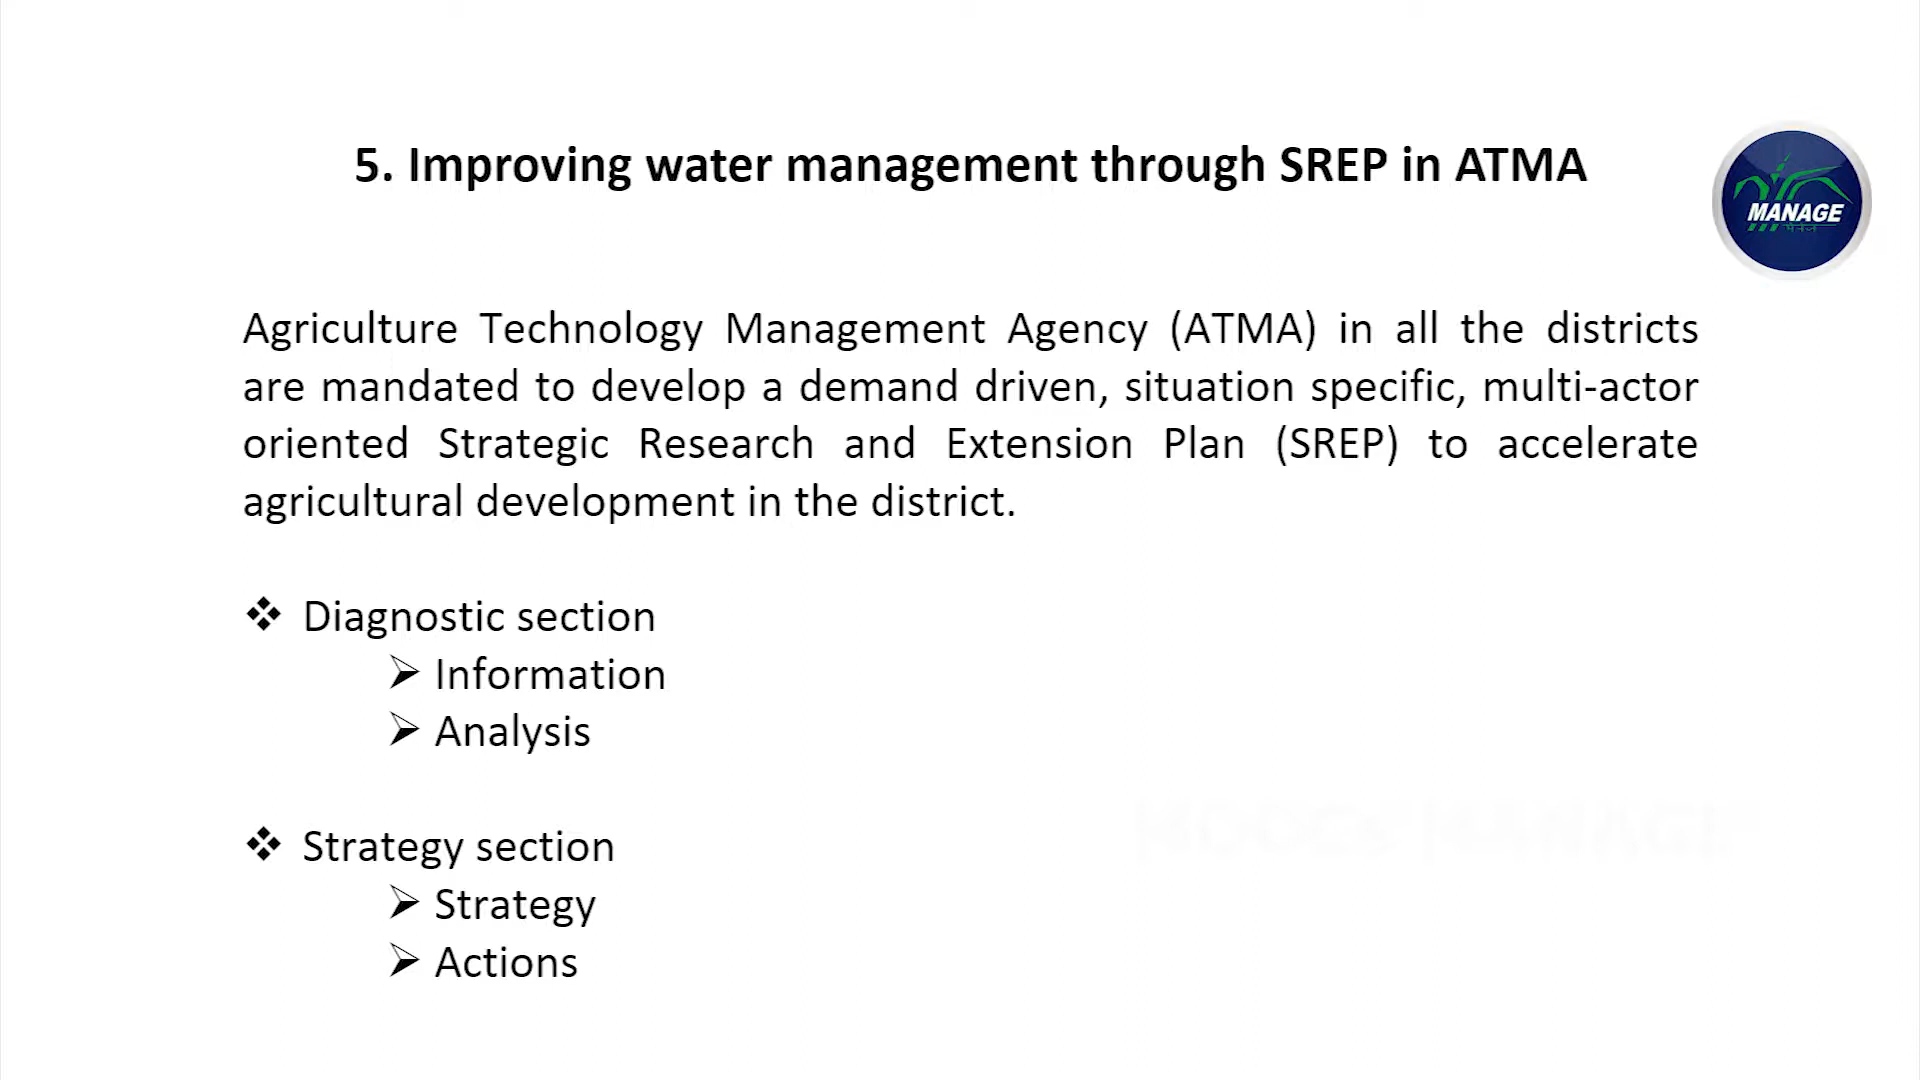 5. Improving water management through SREP in ATMA
MANAGE
Agriculture Technology Management Agency (ATMA) in all the districts
are mandated to develop a demand driven, situation specific, multi-actor
oriented Strategic Research and Extension Plan (SREP) to accelerate
agricultural development in the district.
❖ Diagnostic section
➢ Information
➢ Analysis
❖ Strategy section
➢ Strategy
➢ Actions